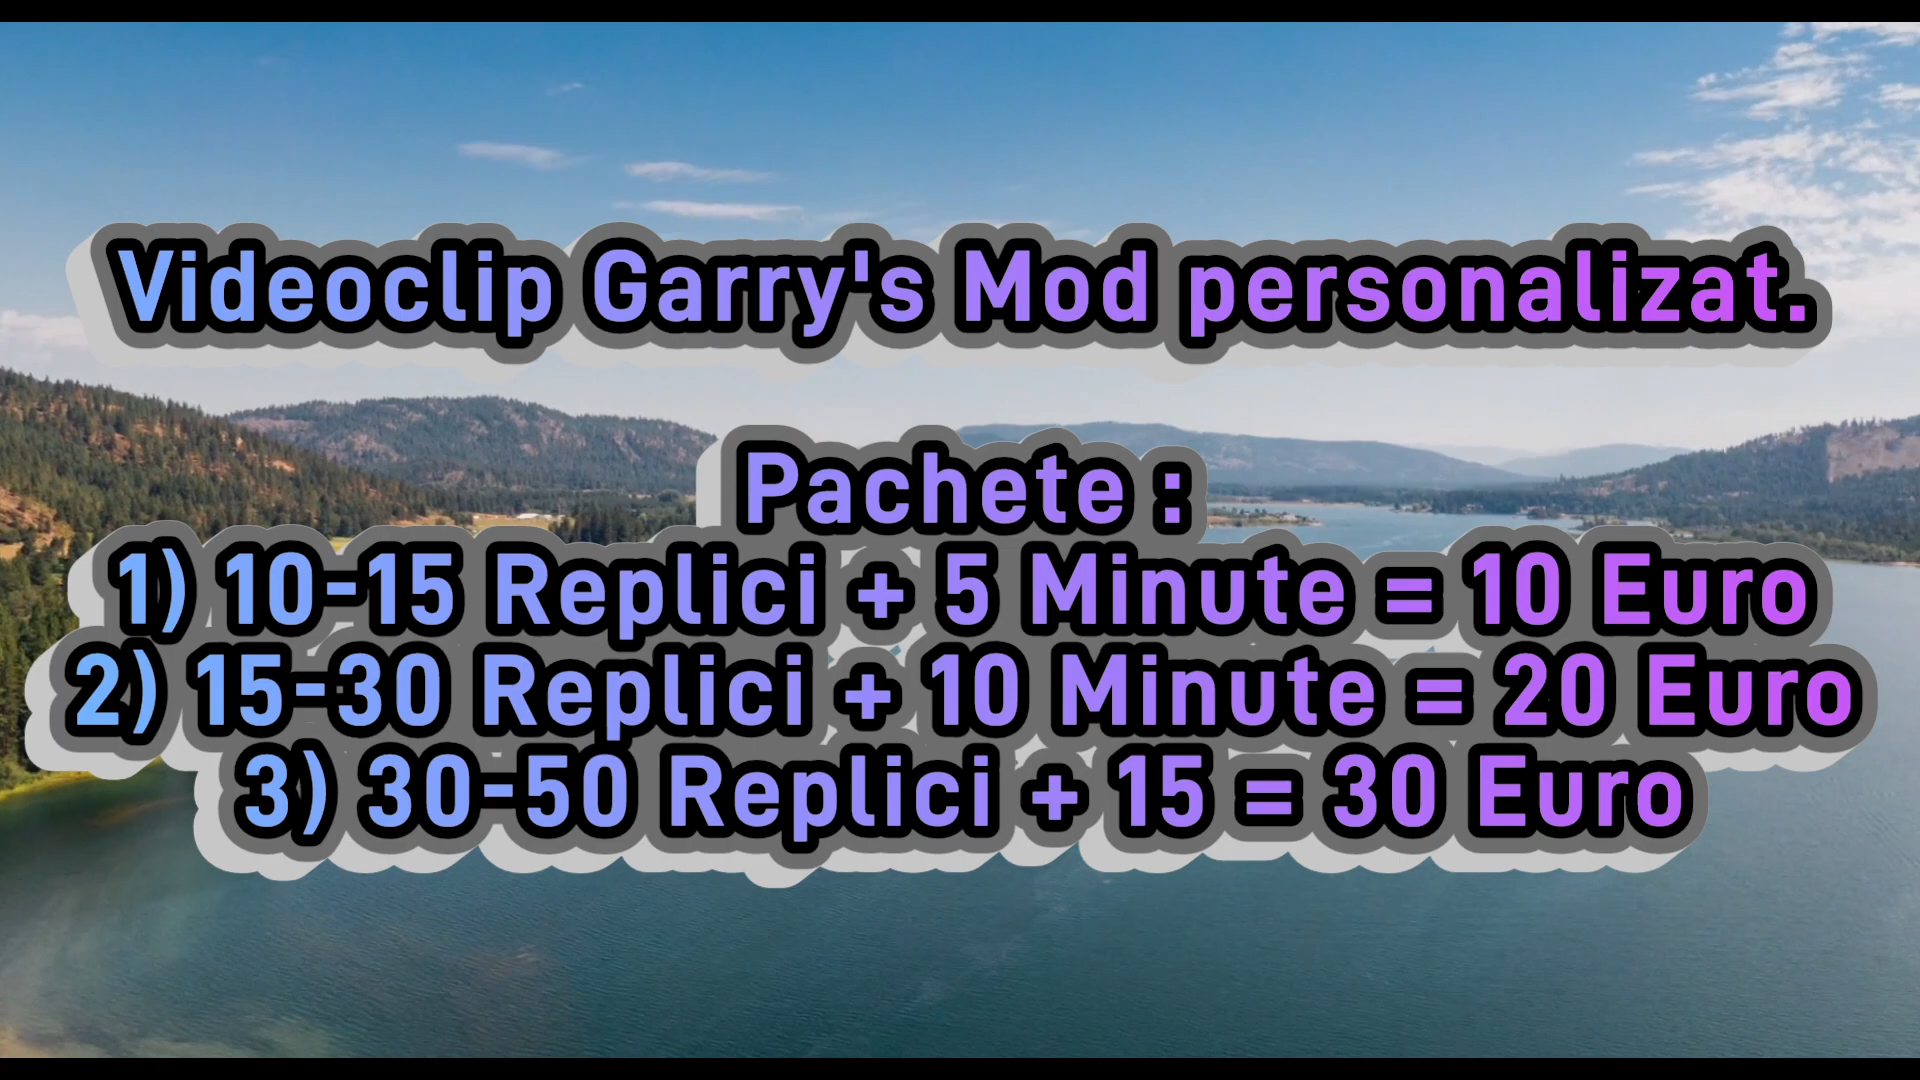 Videoclip Garry's Mod personalizat.
Pachete :
1) 10-15 Replici + 5 Minute = 10 Euro
2) 15-30 Replici + 10 Minute = 20 Euro
3) 30-50 Replici + 15 = 30 Euro